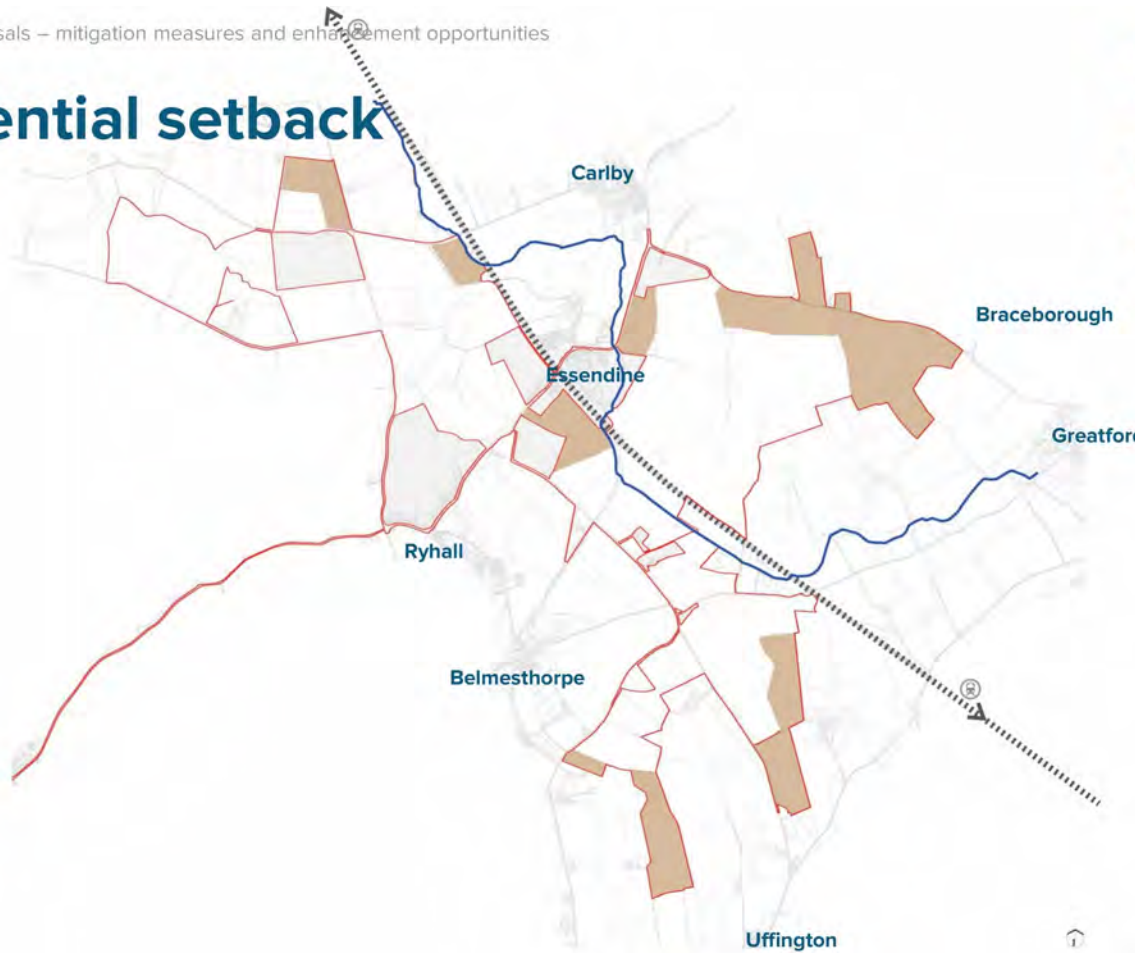 sals – mitigation measures and enhancement opportunities
ential setback
Carlby
Braceborough
Essendine
Greatford
Ryhall
Belmesthorpe
Uffington